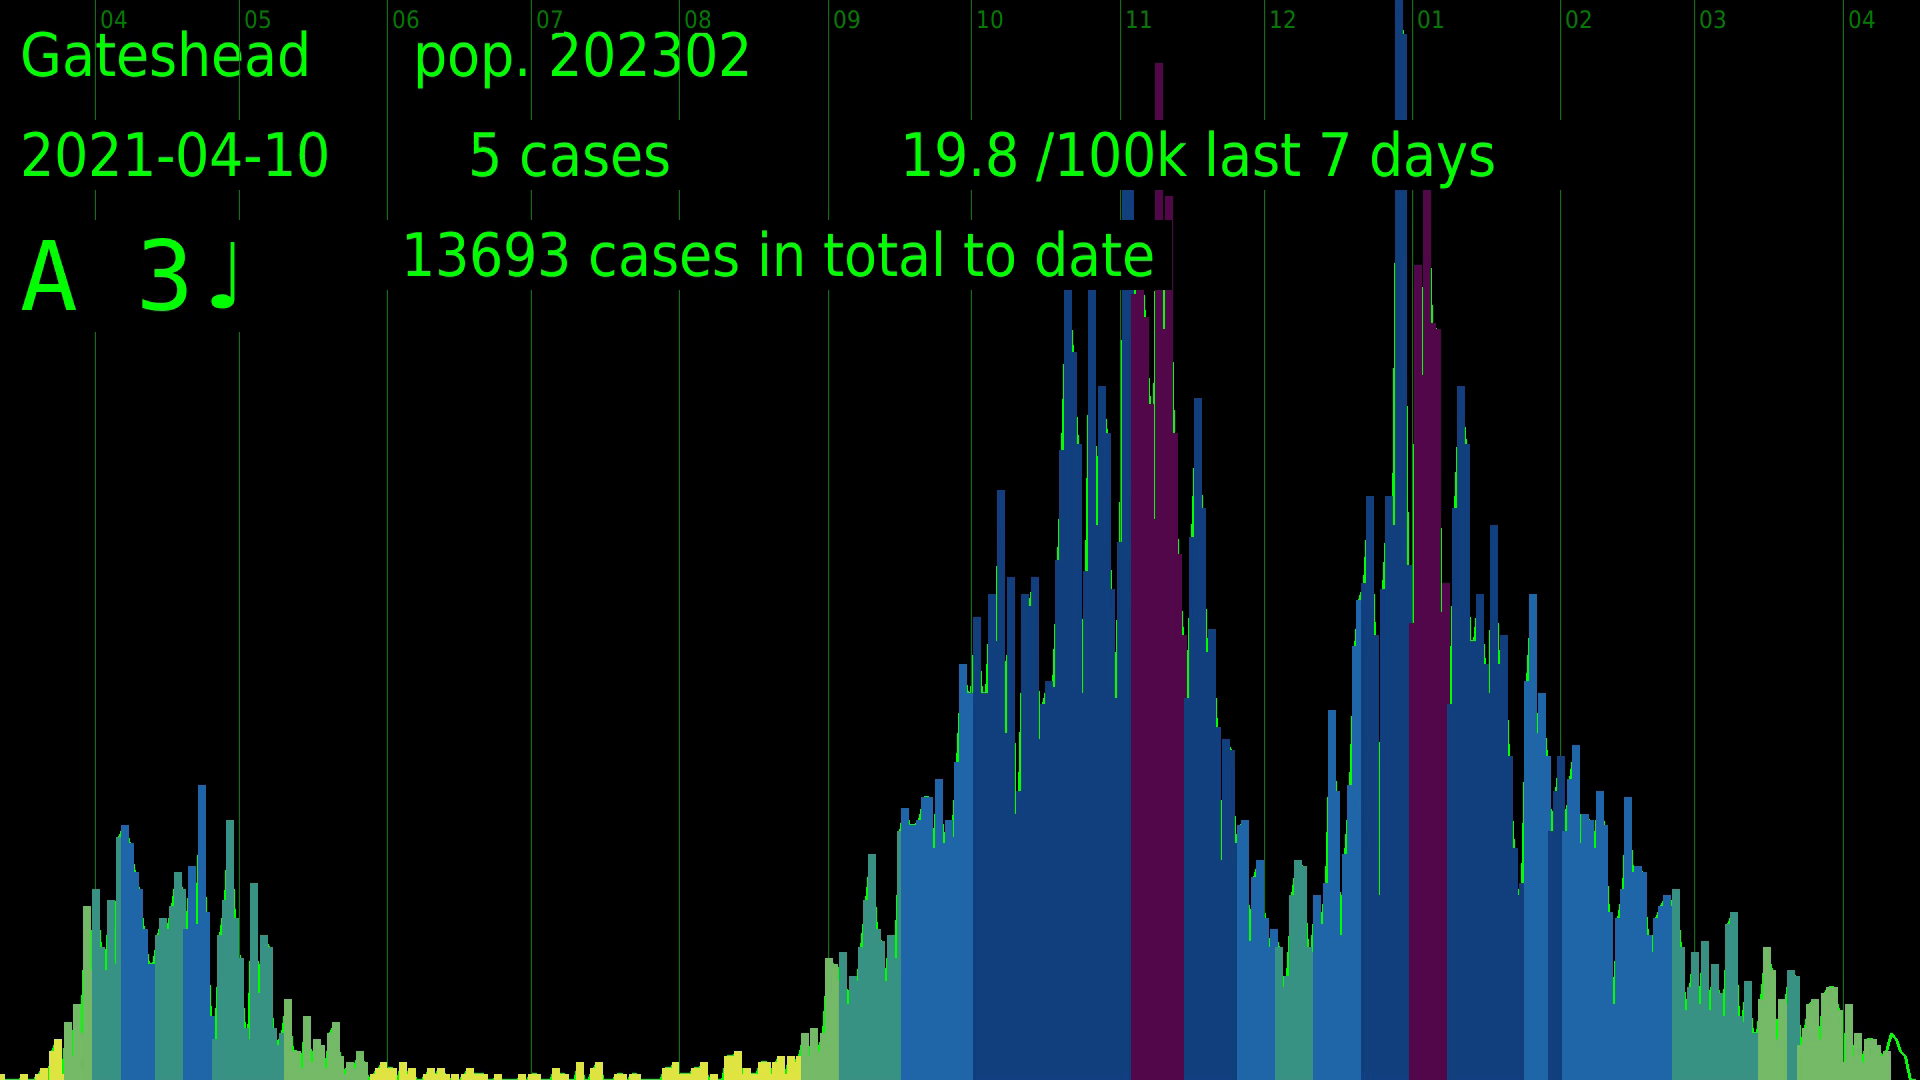 04 05 06 07 08 09 10 11 12 01 02 03 04
Gateshead pop. 202302
2021-04-10 5 cases 19.8 /100k last 7 days
A 3♩ 13693 cases in total to date